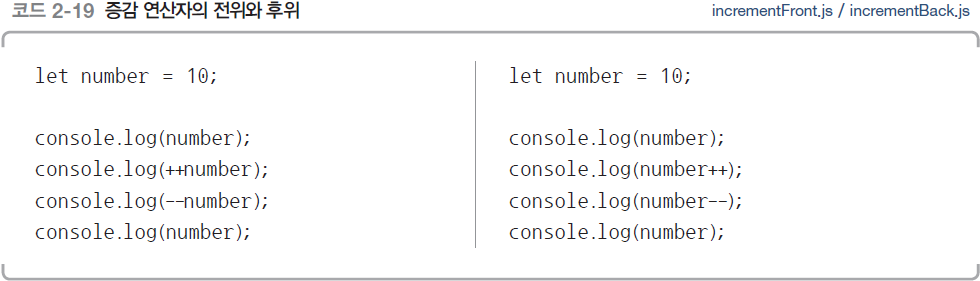 코드 2-19 증감 연산자의 전위와 후위
incrementFront.js / incrementBack.js
let number = 10;
console.log(number);
console.log(++number);
console.log(--number);
console.log(number);
let number = 10;
console.log(number);
console.log(number++);
console.log(number--);
console.log(number);